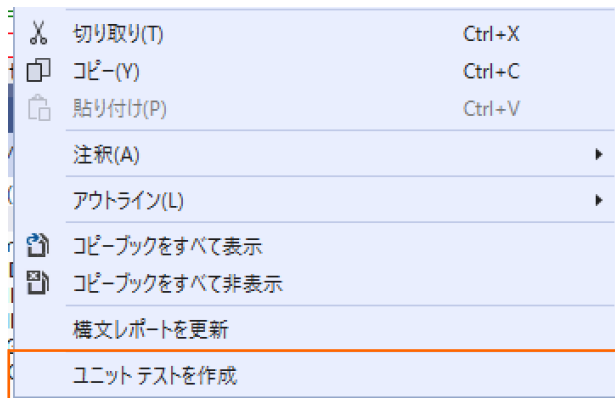 切り取り(T) Ctrl+X
コピー(Y) Ctrl+C
貼り付け(P) Ctrl+V
注釈(A)
アウトライン(L)
コピーブックをすべて表示
コピーブックをすべて非表示
構文レポートを更新
ユニット テストを作成